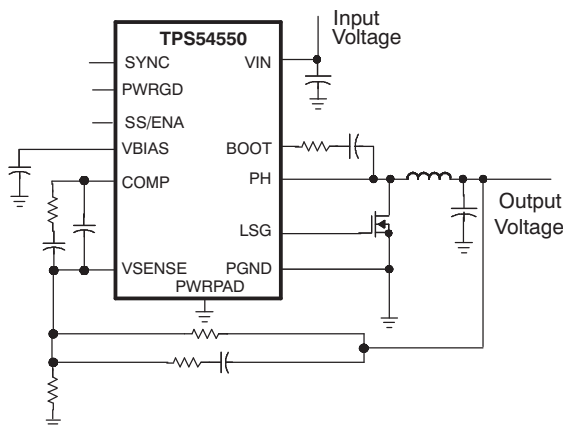 Input
Voltage
TPS54550
SYNC
VIN
PWRGD
SS/ENA
VBIAS
BOOT
COMP
PH
Output
Voltage
LSG
VSENSE
PGND
PWRPAD